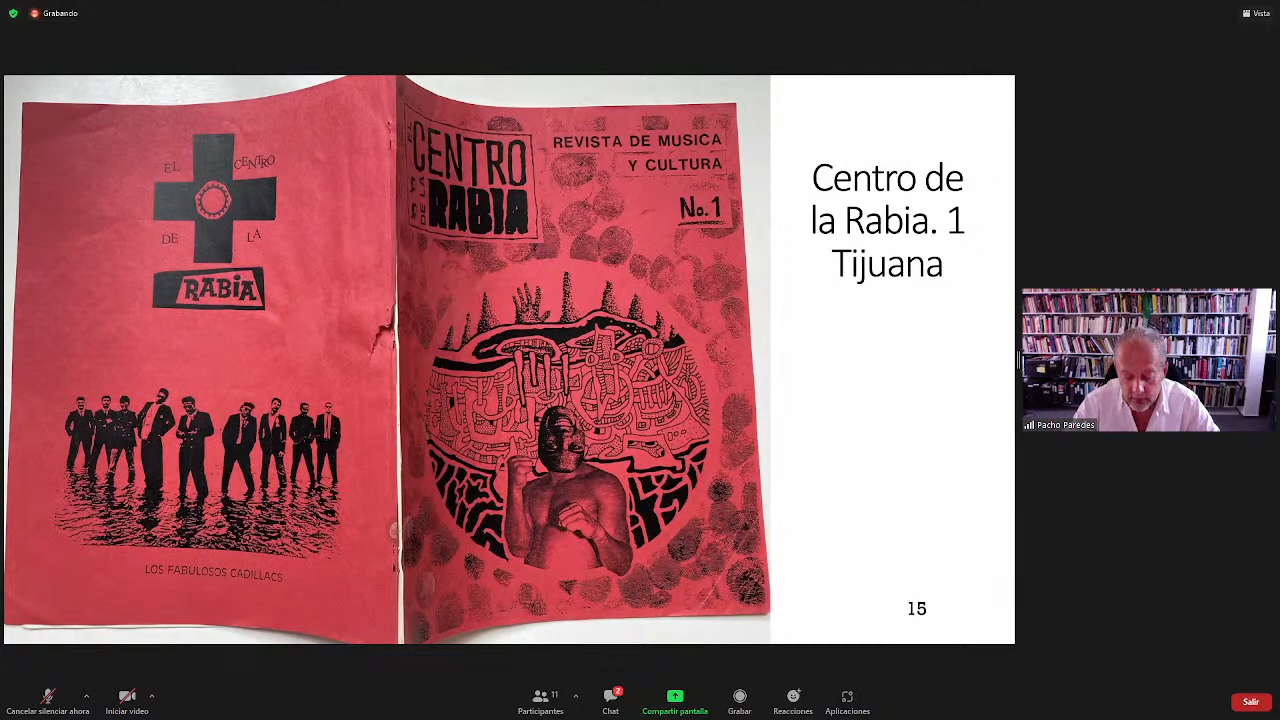 Grabando
Vista
EL CENTRO
DE LA
RABIA
LOS FABULOSOS CADILLACS
EL
CENTRO
DE
RABIA
REVISTA DE MUSICA
Y CULTURA
No.1
Centro de
la Rabia. 1
Tijuana
15
Pacho Paredes
Cancelar silenciar ahora
Iniciar video
Participantes
11
Chat
2
Compartir pantalla
Grabar
Reacciones
Aplicaciones
Salir